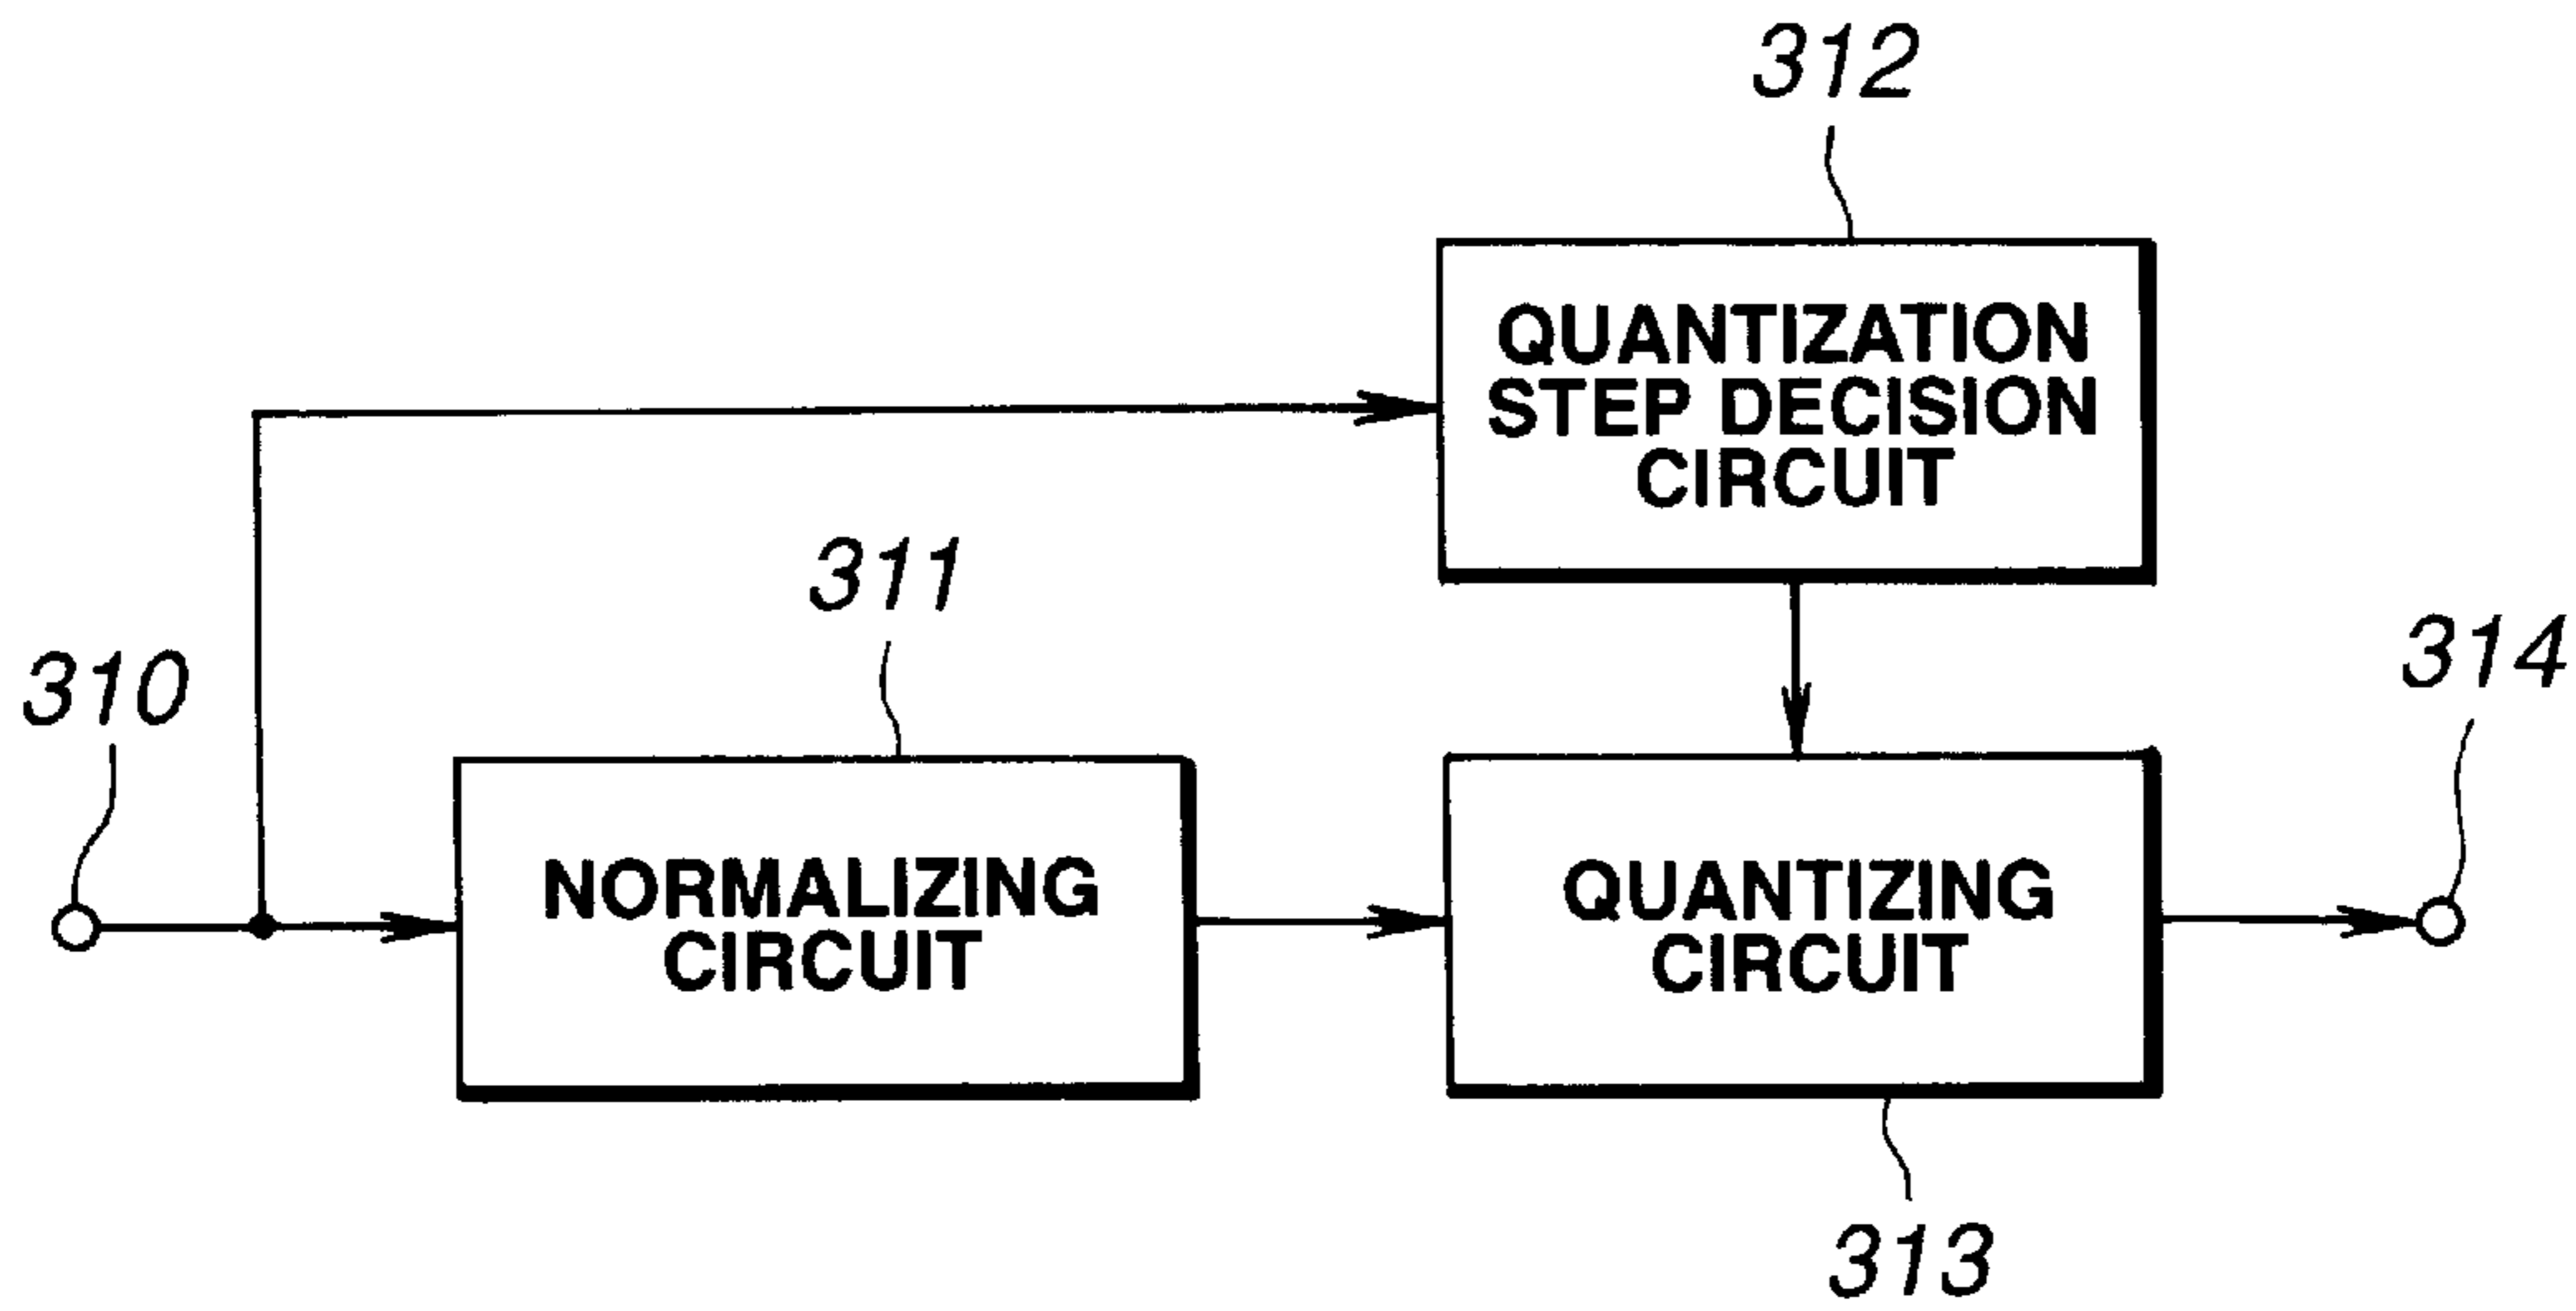 312
QUANTIZATION
STEP DECISION
CIRCUIT
311
310
314
NORMALIZING
CIRCUIT
QUANTIZING
CIRCUIT
313